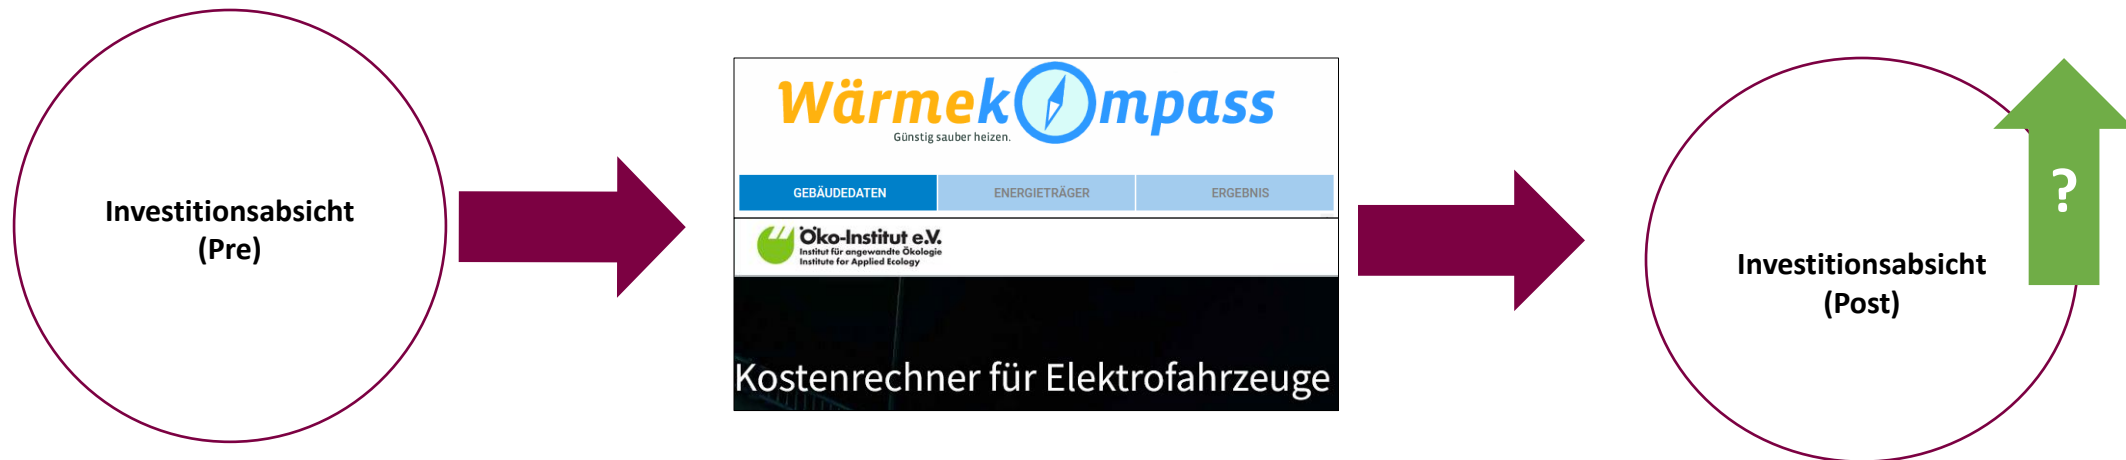 Investitionsabsicht
(Pre)
Wärmekompass
Günstig sauber heizen.
GEBÄUDEDATEN ENERGIETRÄGER ERGEBNIS
Öko-Institut e.V.
Institut für angewandte Ökologie
Institute for Applied Ecology
Kostenrechner für Elektrofahrzeuge
Investitionsabsicht
(Post)
?